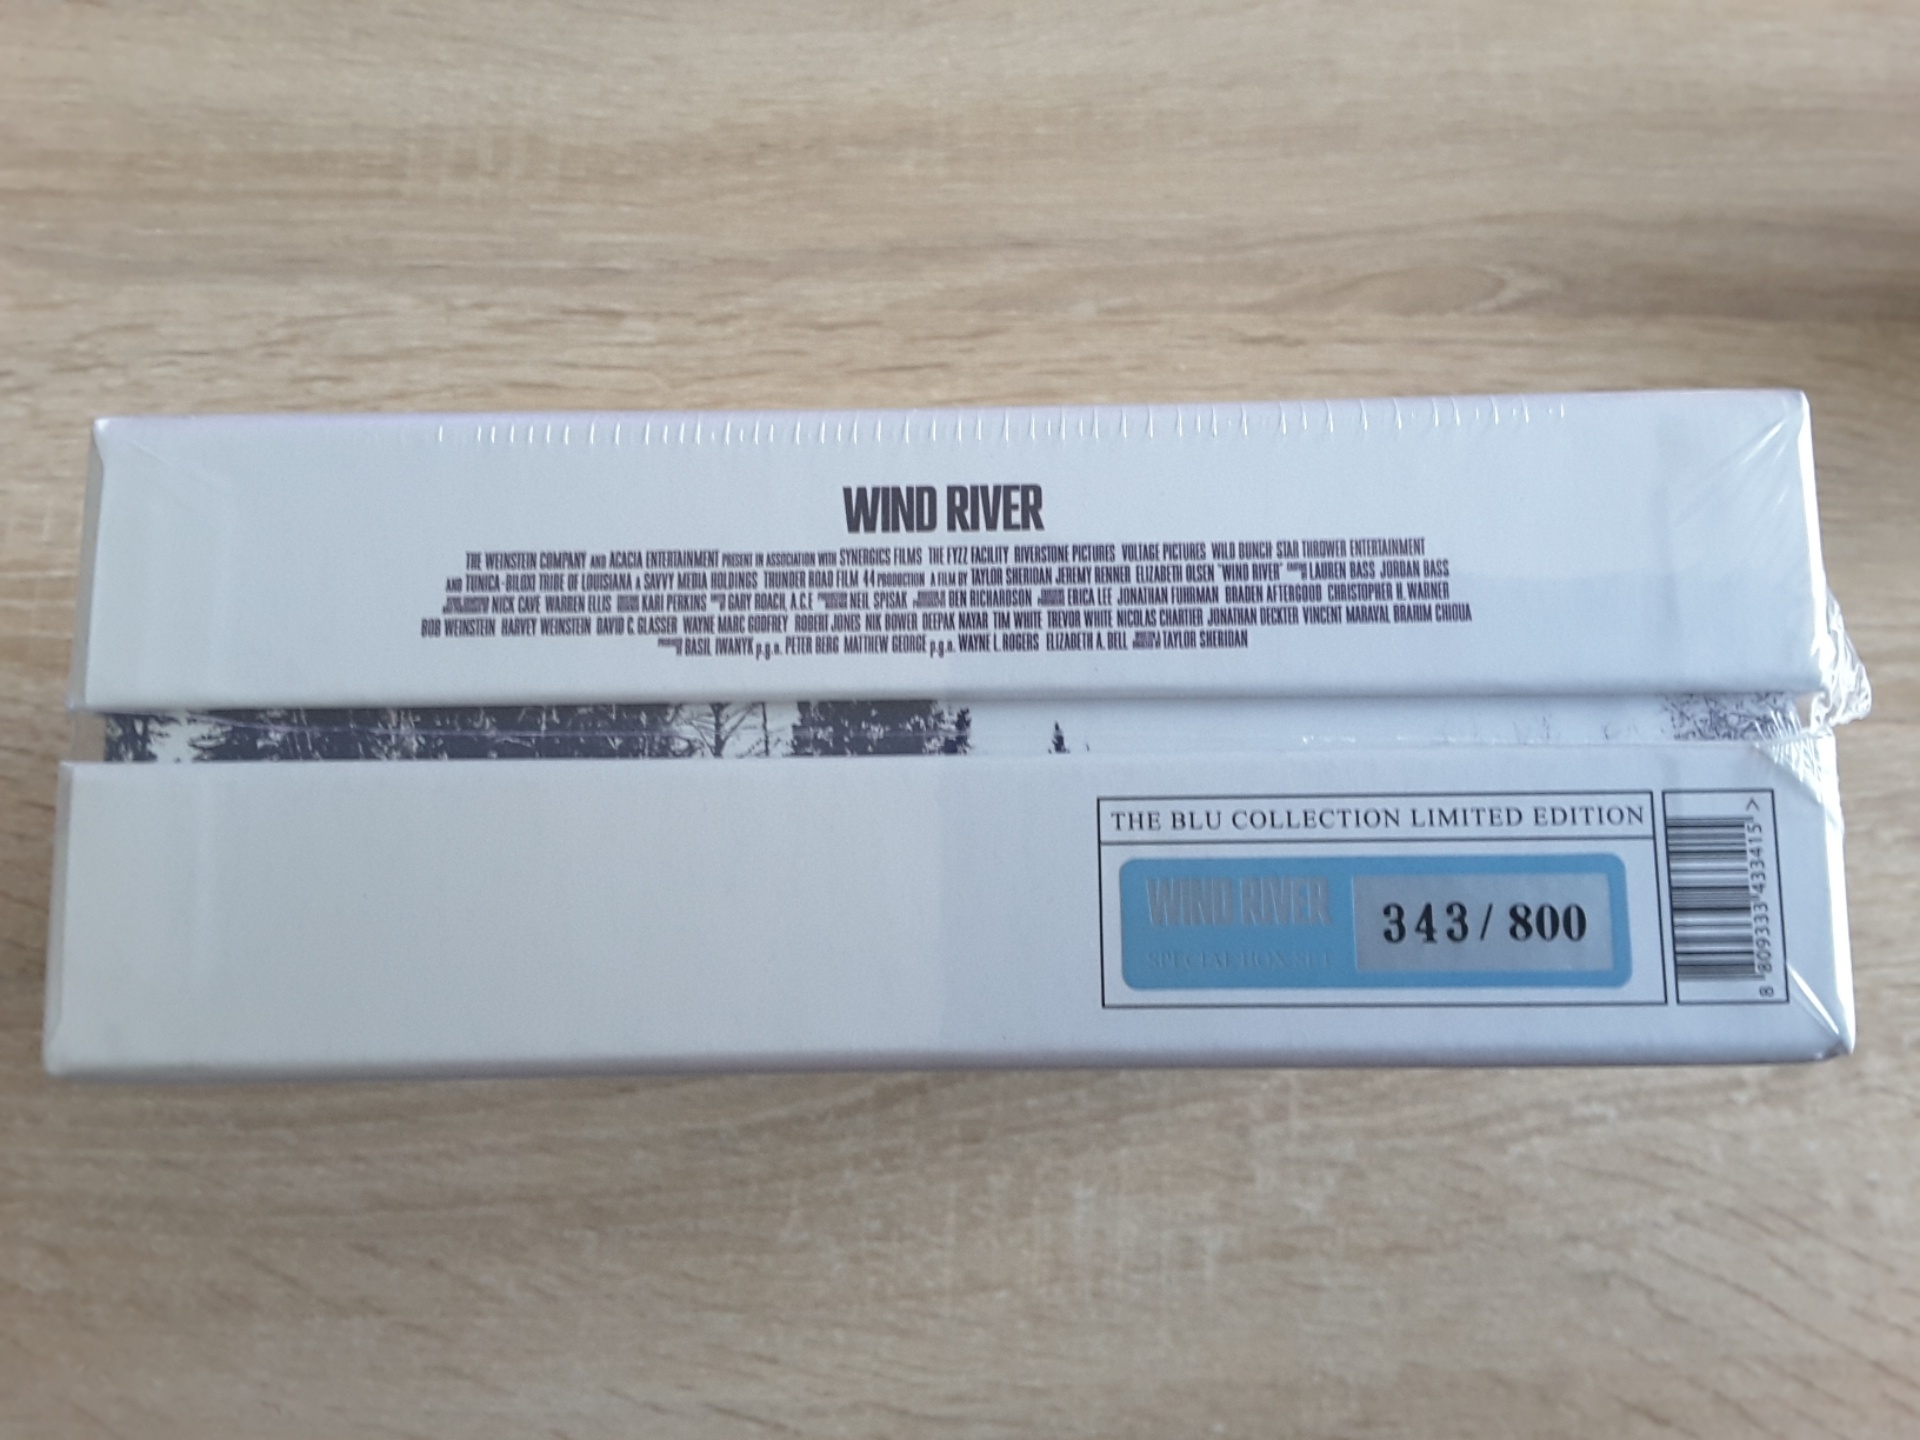 WIND RIVER
THE WEINSTEIN COMPANY AND ACACIA ENTERTAINMENT PRESENT IN ASSOCIATION WITH SYNERGICS FILMS THE FYZZ FACILITY RIVERSTONE PICTURES VOLTAGE PICTURES WILD BUNCH STAR THROWER ENTERTAINMENT
AND TUNICA-BILOXI TRIBE OF LOUISIANA & SAVVY MEDIA HOLDINGS THUNDER ROAD FILM 44 PRODUCTION A FILM BY TAYLOR SHERIDAN JEREMY RENNER ELIZABETH OLSEN "WIND RIVER" LAUREN BASS JORDAN BASS
NICK CAVE WARREN ELLIS KARI PERKINS GARY ROACH, A.C.E NEIL SPISAK BEN RICHARDSON ERICA LEE JONATHAN FUHRMAN BRADEN AFTERGOOD CHRISTOPHER H. WARNER
BOB WEINSTEIN HARVEY WEINSTEIN DAVID C. GLASSER WAYNE MARC GODFREY ROBERT JONES NIK BOWER DEEPAK NAYAR TIM WHITE TREVOR WHITE NICOLAS CHARTIER JONATHAN DECKTER VINCENT MARAVAL BRAHIM CHIOUA
BASIL IWANYK p.g.a. PETER BERG MATTHEW GEORGE p.g.a. WAYNE L. ROGERS ELIZABETH A. BELL TAYLOR SHERIDAN
THE BLU COLLECTION LIMITED EDITION
WIND RIVER
SPECIAL BOX SET
343/ 800
8 809333 433415 >